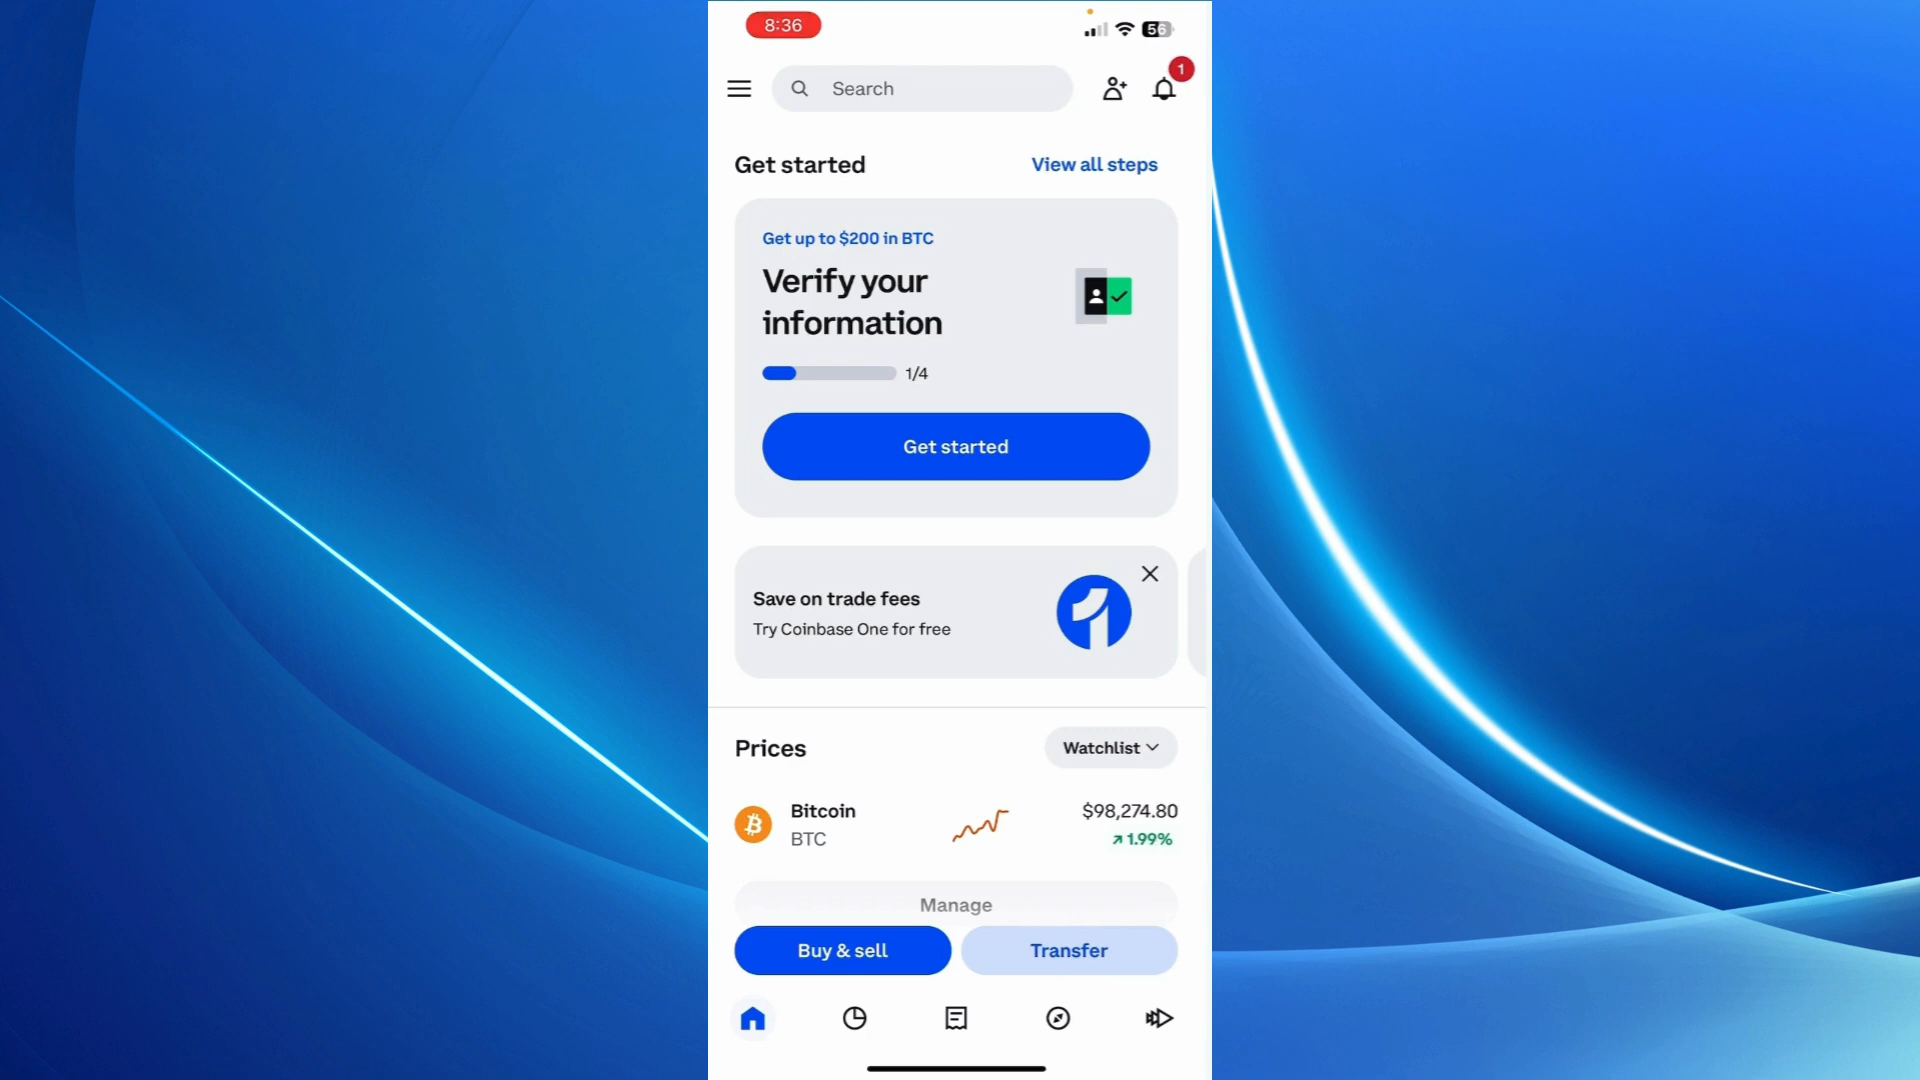 8:36
56
Search
1
Get started
View all steps
Get up to $200 in BTC
Verify your
information
1/4
Get started
Save on trade fees
Try Coinbase One for free
Prices
Watchlist
Bitcoin
$98,274.80
BTC
1.99%
Manage
Buy & sell
Transfer